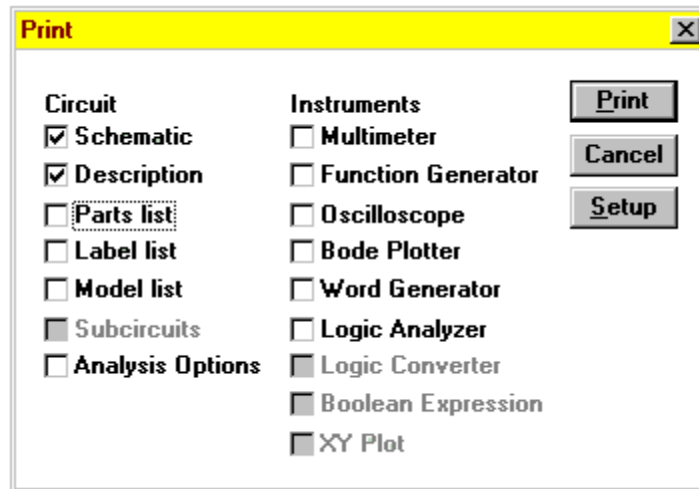 Print
Circuit
Schematic
Description
Parts list
Label list
Model list
Subcircuits
Analysis Options
Instruments
Multimeter
Function Generator
Oscilloscope
Bode Plotter
Word Generator
Logic Analyzer
Logic Converter
Boolean Expression
XY Plot
Print
Cancel
Setup